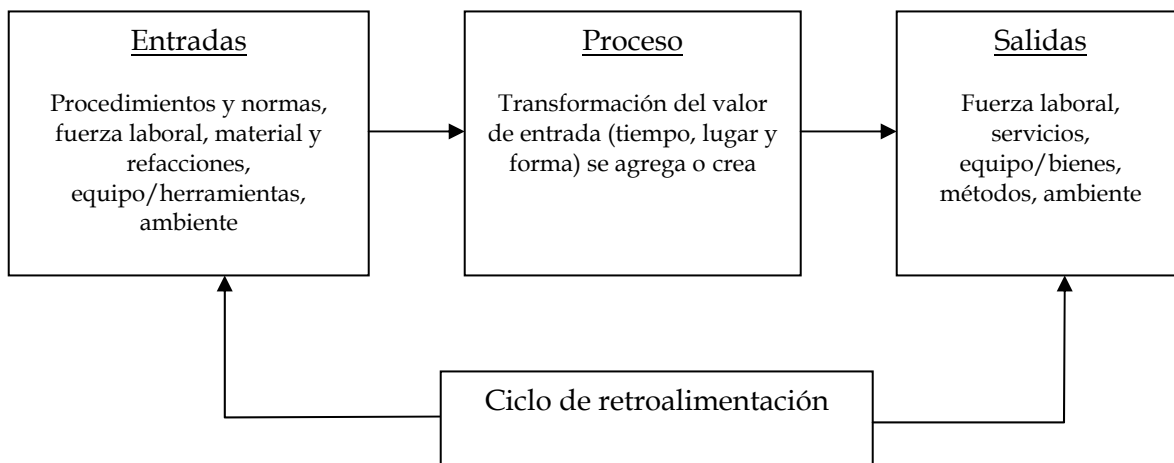 Entradas
Procedimientos y normas,
fuerza laboral, material y
refacciones,
equipo/herramientas,
ambiente
Proceso
Transformación del valor
de entrada (tiempo, lugar y
forma) se agrega o crea
Salidas
Fuerza laboral,
servicios,
equipo/bienes,
métodos, ambiente
Ciclo de retroalimentación